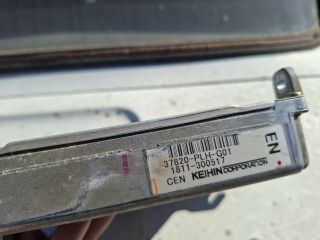 37820-PLH-G01
1811-300517
CEN KEIHIN CORPORATION
EN